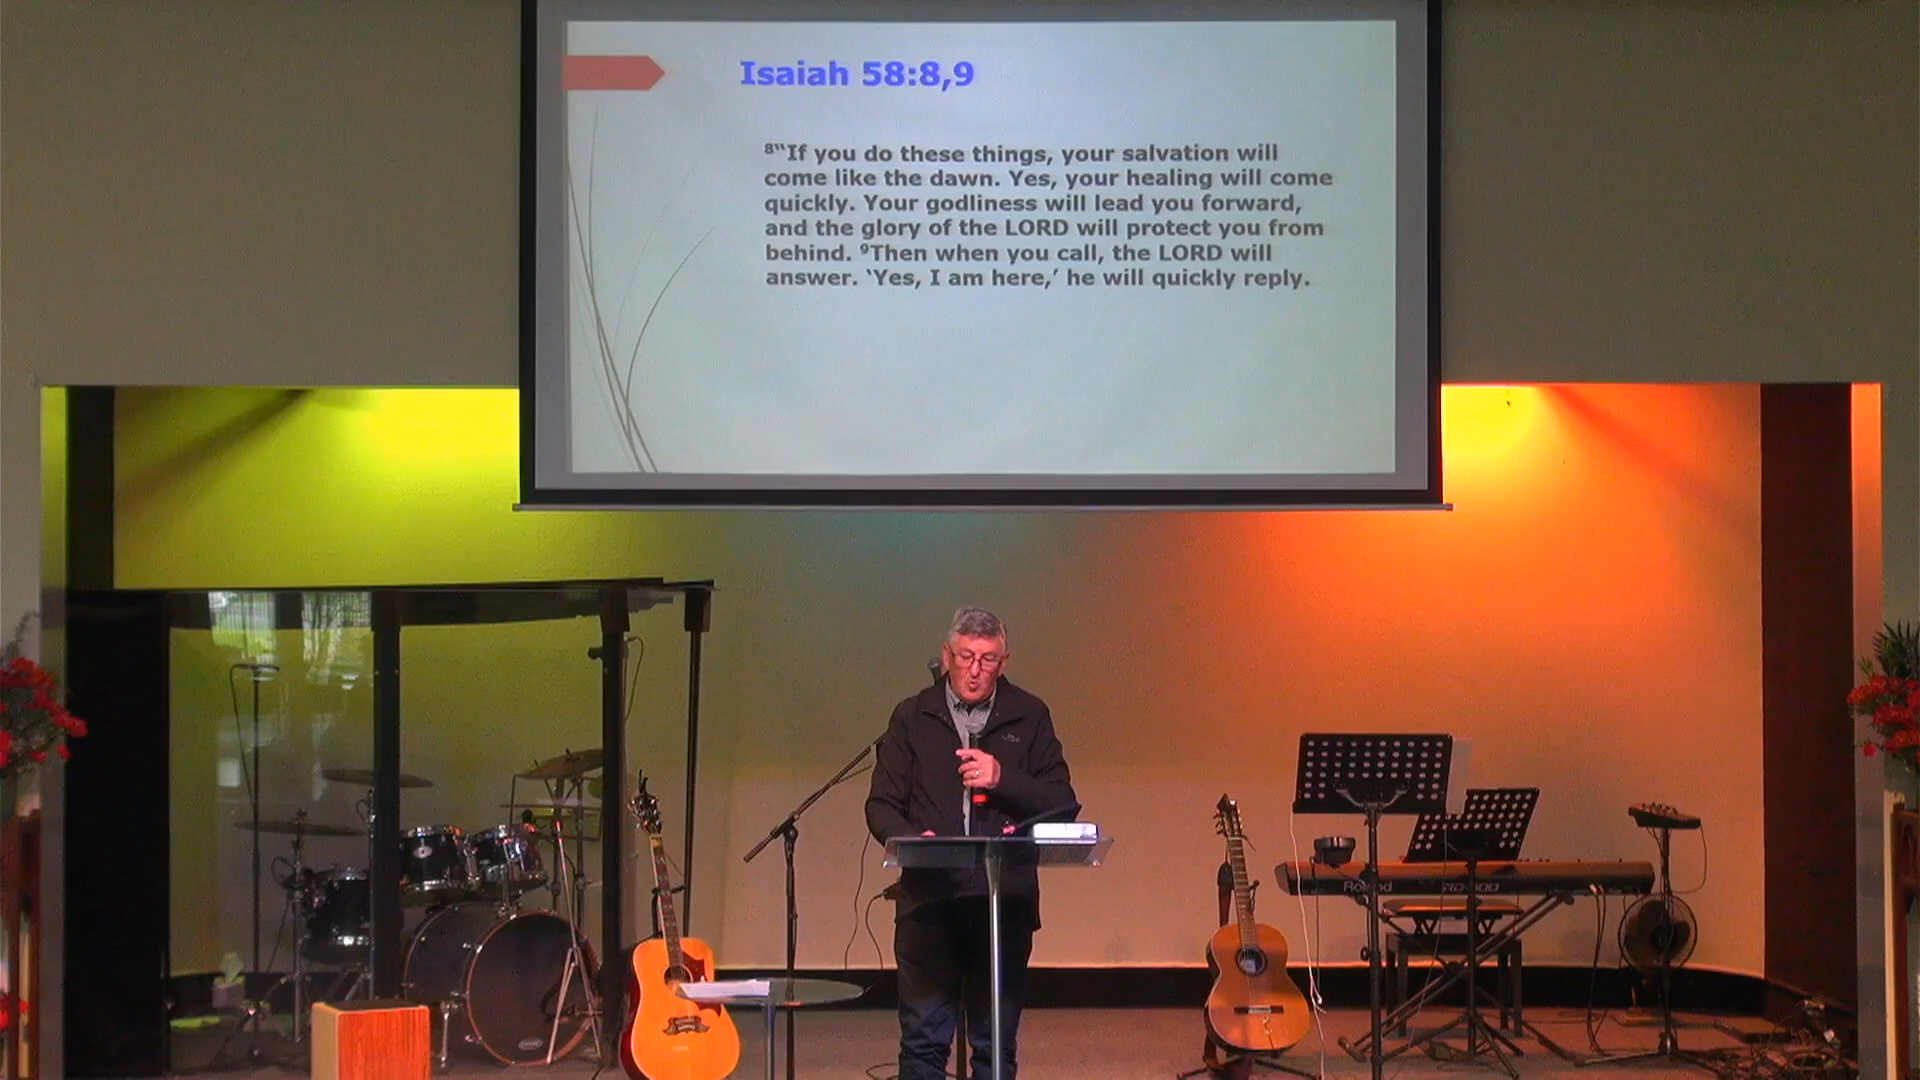 Isaiah 58:8,9
⁸“If you do these things, your salvation will
come like the dawn. Yes, your healing will come
quickly. Your godliness will lead you forward,
and the glory of the LORD will protect you from
behind. ⁹Then when you call, the LORD will
answer. ‘Yes, I am here,’ he will quickly reply.
Roland